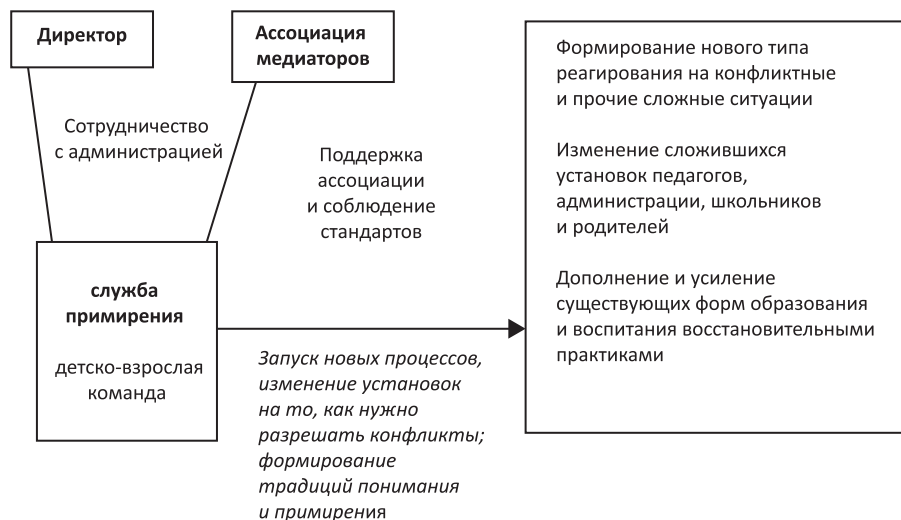 Директор
Ассоциация
медиаторов
Сотрудничество
с администрацией
Поддержка
ассоциации
и соблюдение
стандартов
служба
примирения
детско-взрослая
команда
Запуск новых процессов,
изменение установок
на то, как нужно
разрешать конфликты;
формирование
традиций понимания
и примирения
Формирование нового типа
реагирования на конфликтные
и прочие сложные ситуации
Изменение сложившихся
установок педагогов,
администрации, школьников
и родителей
Дополнение и усиление
существующих форм образования
и воспитания восстановительными
практиками